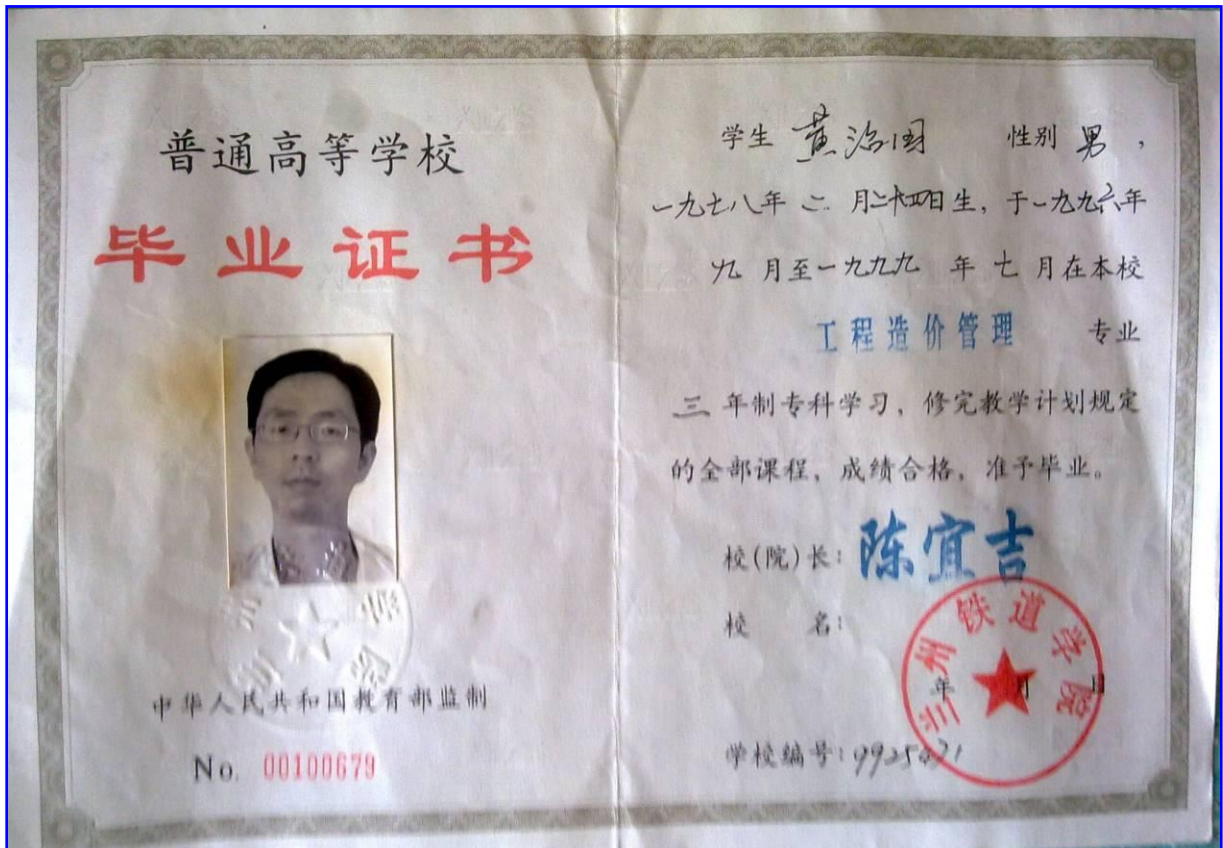 普通高等学校
毕业证书
中华人民共和国教育部监制
No. 00100679
学生 黄治国 性别 男，
一九七八年 二 月二十四日生，于一九九六年
九 月至一九九九 年 七 月在本校
工程造价管理 专业
三 年制专科学习，修完教学计划规定
的全部课程，成绩合格，准予毕业。
校(院)长：陈宜吉
校 名：
兰州铁道学院
年 月 日
学校编号：